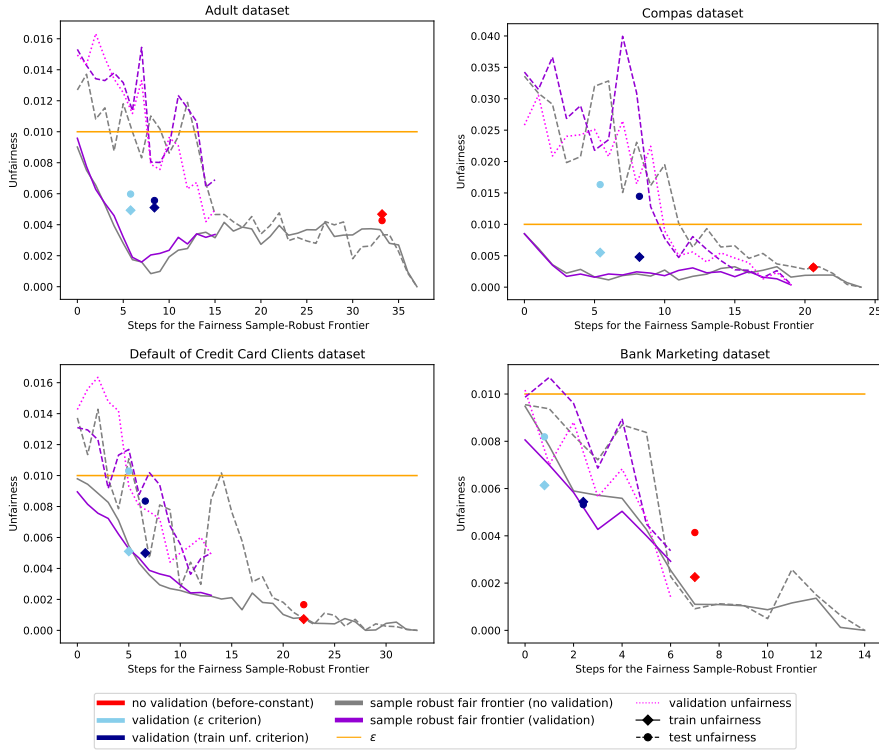 Adult dataset
0.016
0.014
0.012
0.010
0.008
0.006
0.004
0.002
0.000
Unfairness
0 5 10 15 20 25 30 35
Steps for the Fairness Sample-Robust Frontier
Compas dataset
0.040
0.035
0.030
0.025
0.020
0.015
0.010
0.005
0.000
Unfairness
0 5 10 15 20 25
Steps for the Fairness Sample-Robust Frontier
Default of Credit Card Clients dataset
0.016
0.014
0.012
0.010
0.008
0.006
0.004
0.002
0.000
Unfairness
0 5 10 15 20 25 30
Steps for the Fairness Sample-Robust Frontier
Bank Marketing dataset
0.010
0.008
0.006
0.004
0.002
0.000
Unfairness
0 2 4 6 8 10 12 14
Steps for the Fairness Sample-Robust Frontier
no validation (before-constant)
validation (ε criterion)
validation (train unf. criterion)
sample robust fair frontier (no validation)
sample robust fair frontier (validation)
ε
validation unfairness
train unfairness
test unfairness